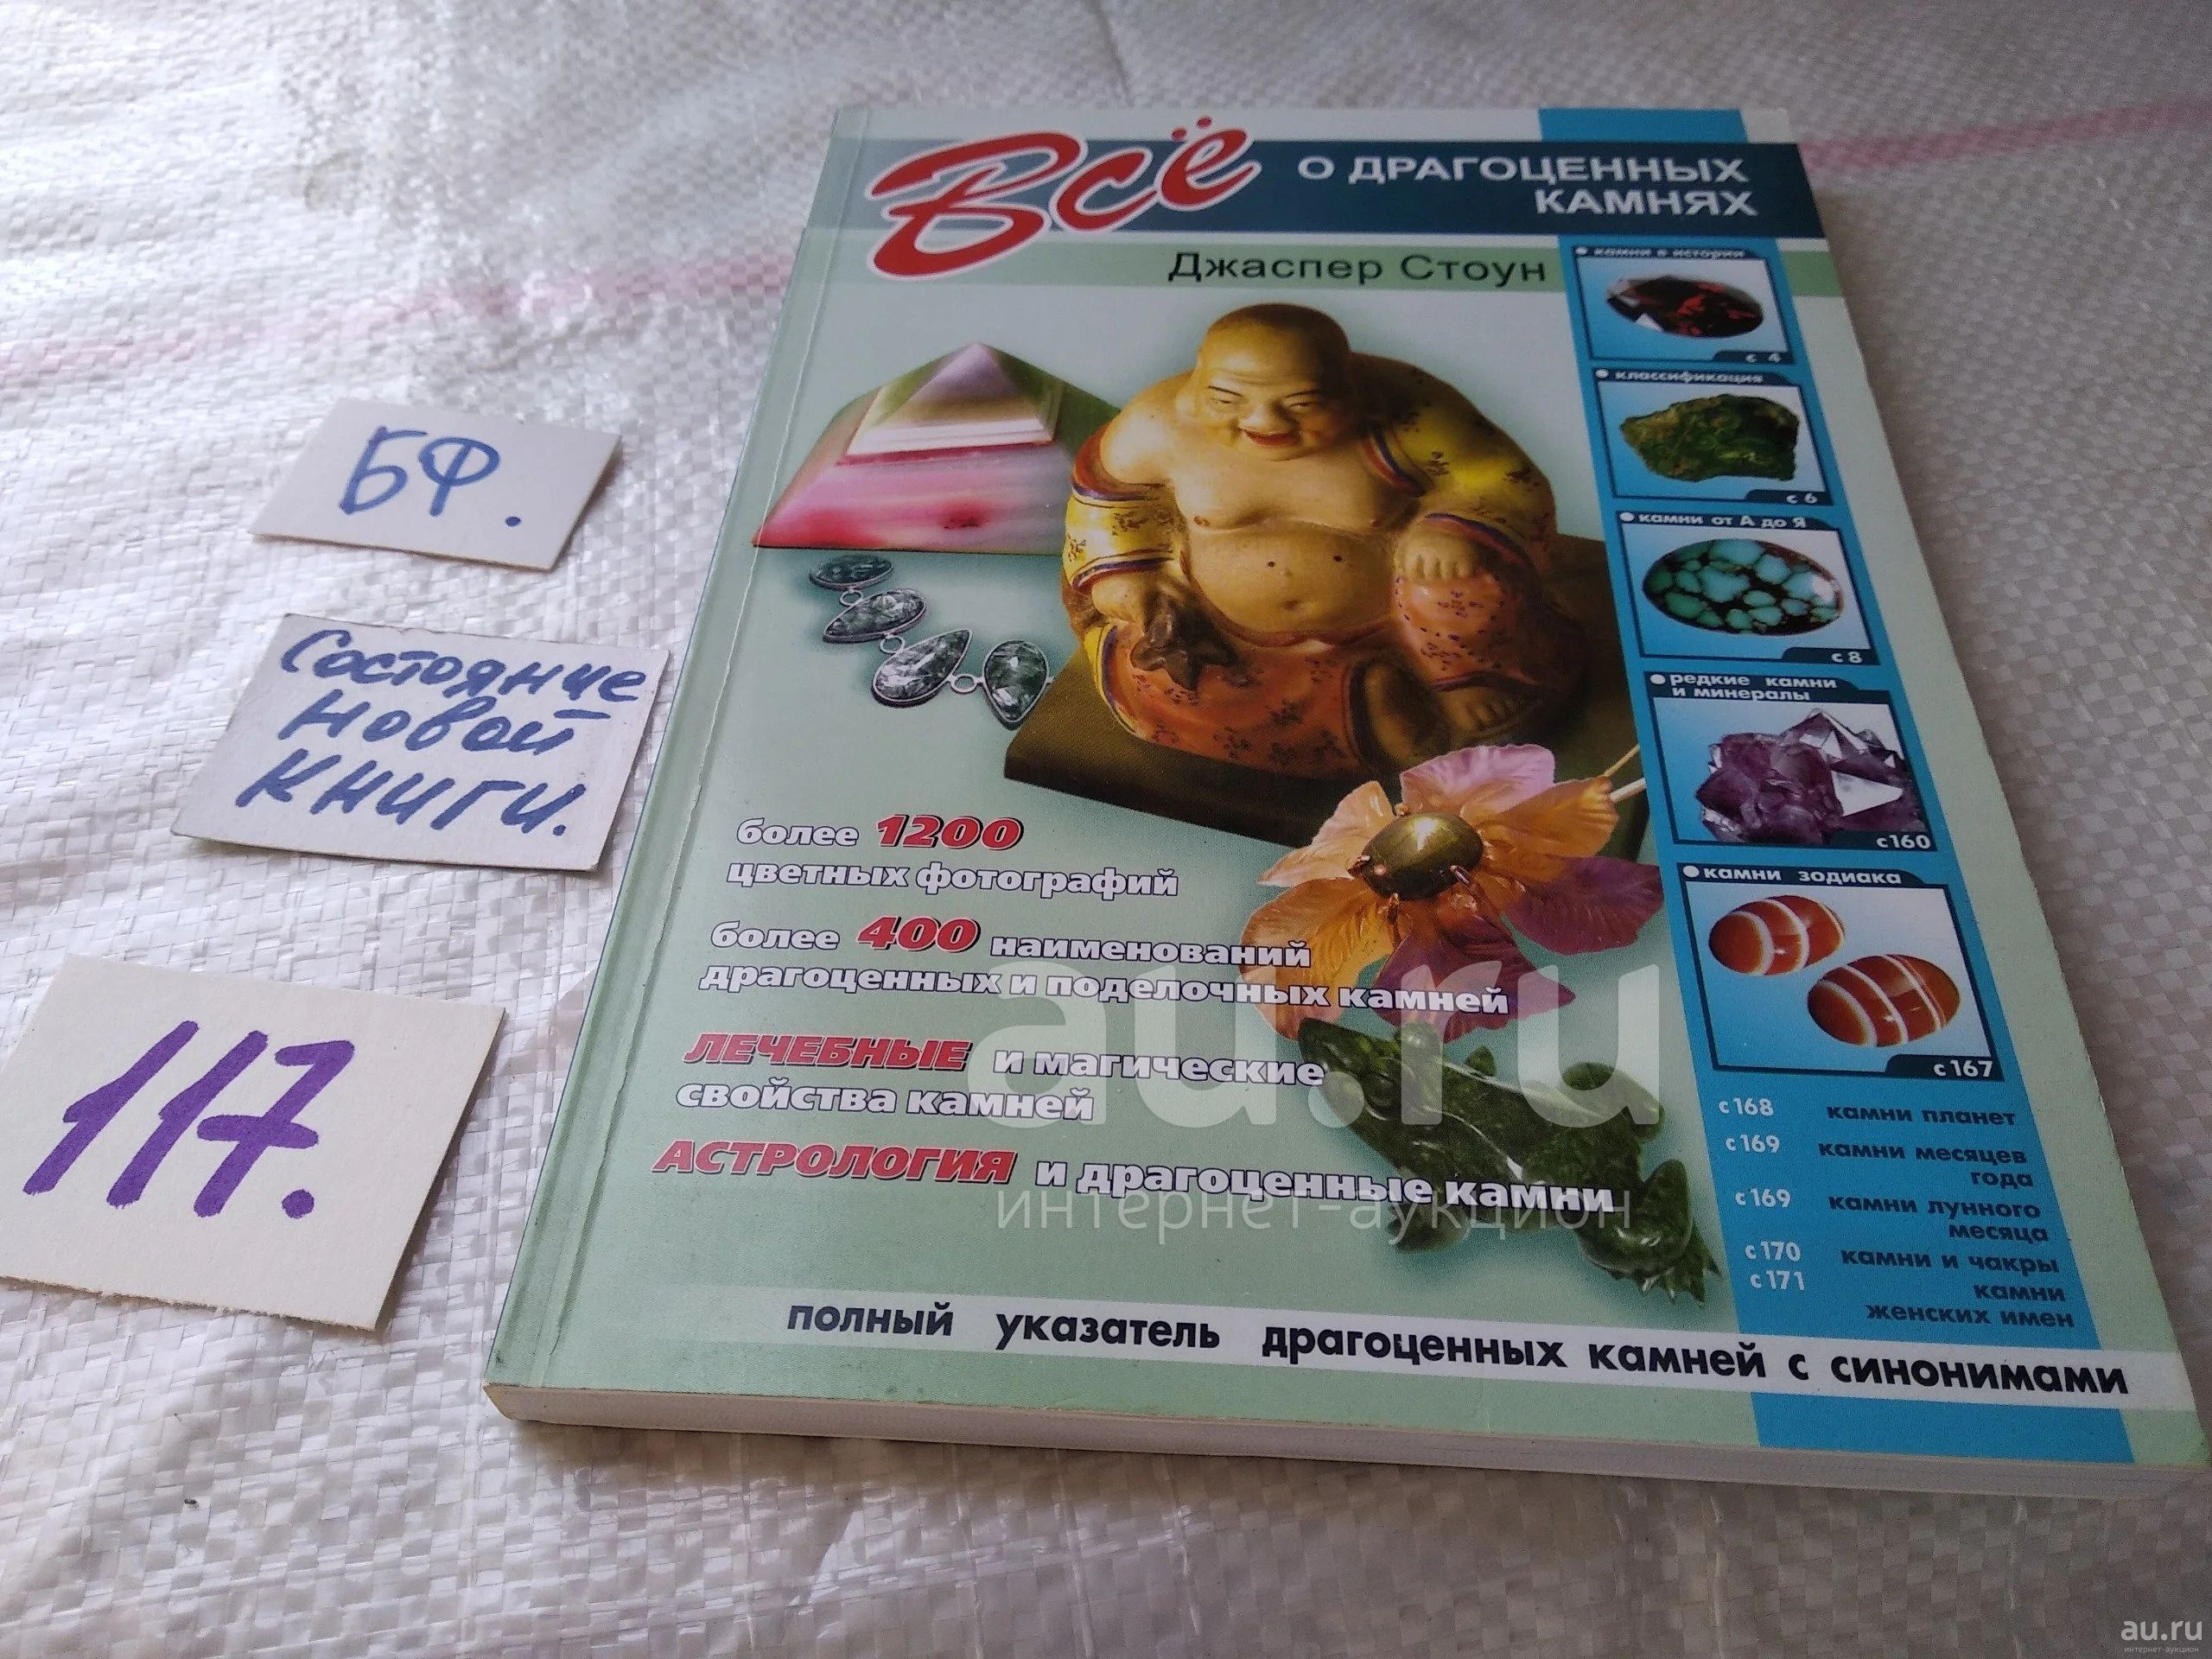 Всё
О ДРАГОЦЕННЫХ
КАМНЯХ
Джаспер Стоун
камни в истории
с 4
классификация
с 6
камни от А до Я
с 8
редкие камни
и минералы
с160
камни зодиака
с 167
с 168 камни планет
с 169 камни месяцев
года
с 169 камни лунного
месяца
с 170 камни и чакры
с 171 камни
женских имен
более 1200
цветных фотографий
более 400 наименований
драгоценных и поделочных камней
ЛЕЧЕБНЫЕ и магические
свойства камней
АСТРОЛОГИЯ и драгоценные камни
полный указатель драгоценных камней с синонимами
БФ.
Состояние
новой
книги.
117.
au.ru
интернет-аукцион
au.ru
интернет-аукцион